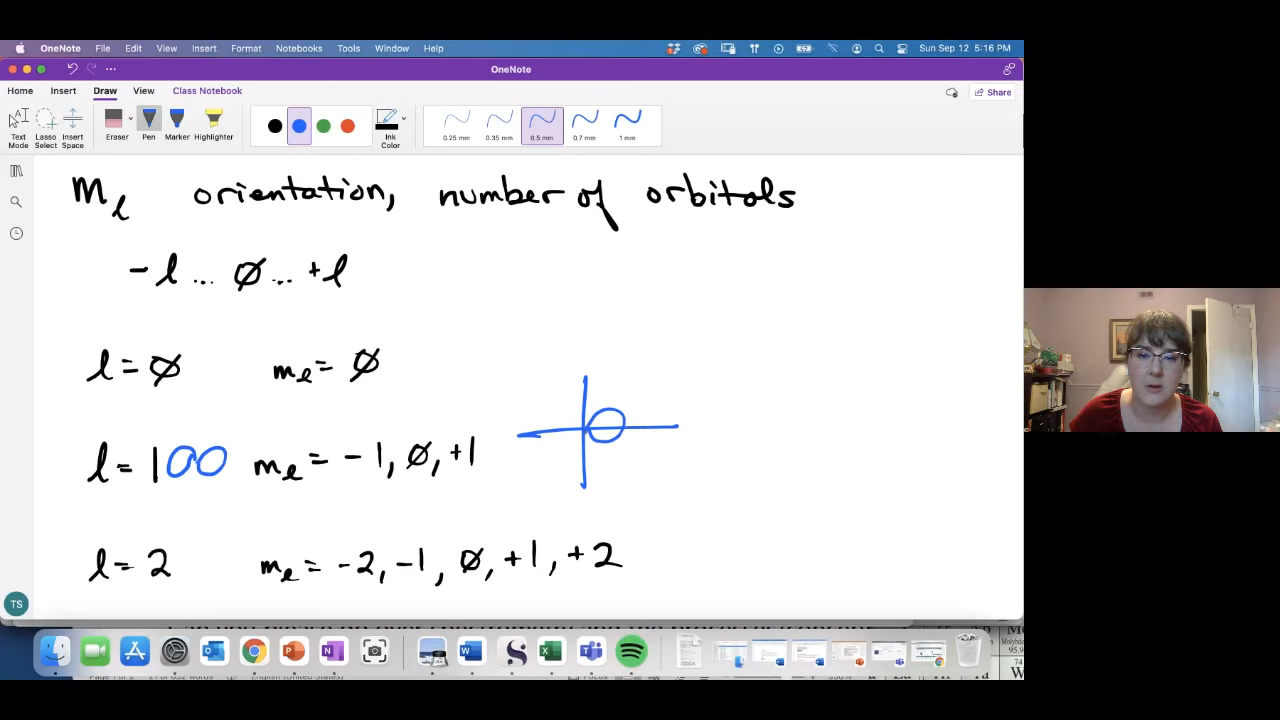 OneNote File Edit View Insert Format Notebooks Tools Window Help Sun Sep 12 5:16 PM
OneNote
Home Insert Draw View Class Notebook Share
Text Mode Lasso Select Insert Space Eraser Pen Marker Highlighter Ink Color 0.25 mm 0.35 mm 0.5 mm 0.7 mm 1 mm
mℓ orientation, number of orbitals
-ℓ ... ∅ ... +ℓ
ℓ = ∅ mℓ = ∅
ℓ = 1 mℓ = -1, ∅, +1
ℓ = 2 mℓ = -2, -1, ∅, +1, +2
TS